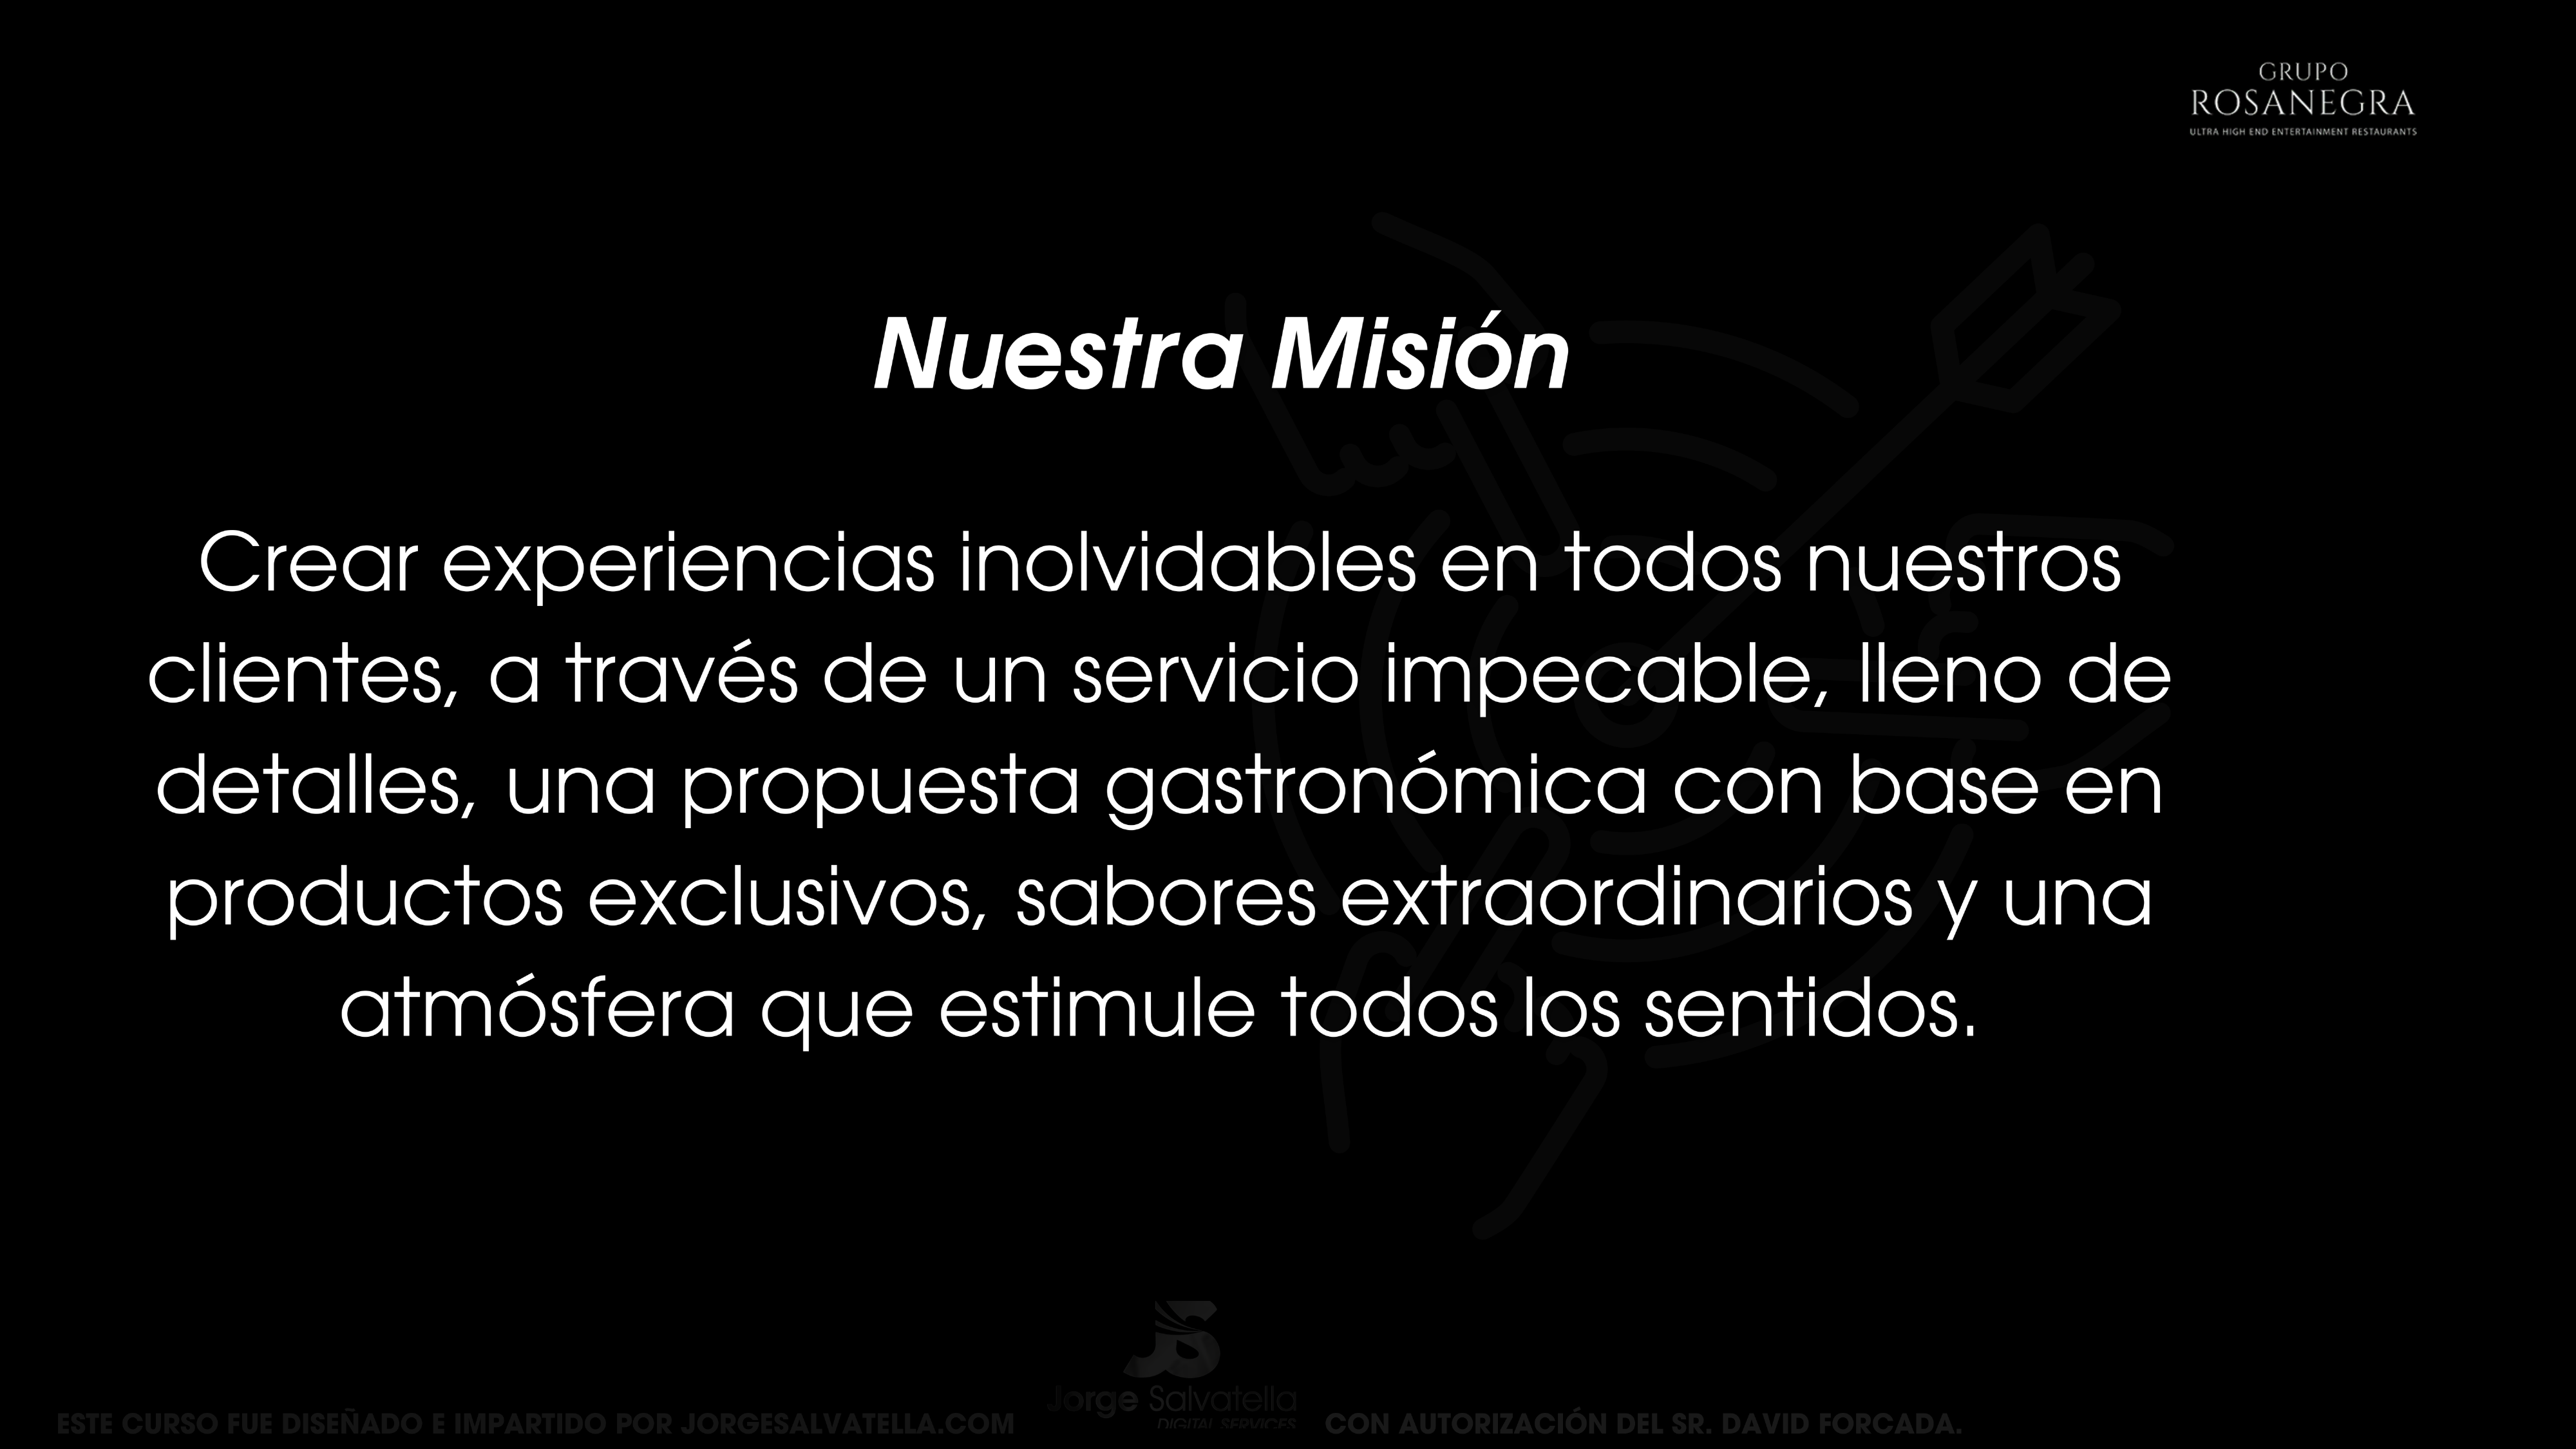 GRUPO
ROSANEGRA
ULTRA HIGH END ENTERTAINMENT RESTAURANTS
Nuestra Misión
Crear experiencias inolvidables en todos nuestros
clientes, a través de un servicio impecable, lleno de
detalles, una propuesta gastronómica con base en
productos exclusivos, sabores extraordinarios y una
atmósfera que estimule todos los sentidos.
JS
Jorge Salvatella
DIGITAL SERVICES
ESTE CURSO FUE DISEÑADO E IMPARTIDO POR JORGESALVATELLA.COM
CON AUTORIZACIÓN DEL SR. DAVID FORCADA.